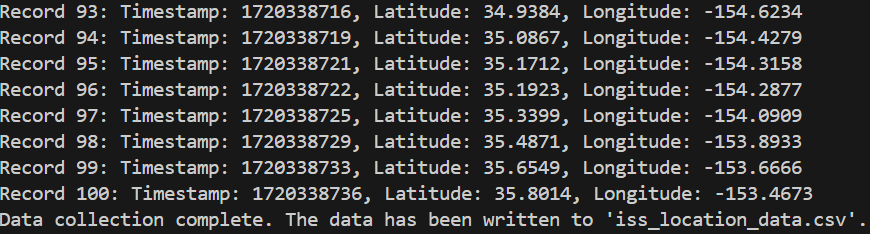 Record 93: Timestamp: 1720338716, Latitude: 34.9384, Longitude: -154.6234
Record 94: Timestamp: 1720338719, Latitude: 35.0867, Longitude: -154.4279
Record 95: Timestamp: 1720338721, Latitude: 35.1712, Longitude: -154.3158
Record 96: Timestamp: 1720338722, Latitude: 35.1923, Longitude: -154.2877
Record 97: Timestamp: 1720338725, Latitude: 35.3399, Longitude: -154.0909
Record 98: Timestamp: 1720338729, Latitude: 35.4871, Longitude: -153.8933
Record 99: Timestamp: 1720338733, Latitude: 35.6549, Longitude: -153.6666
Record 100: Timestamp: 1720338736, Latitude: 35.8014, Longitude: -153.4673
Data collection complete. The data has been written to 'iss_location_data.csv'.